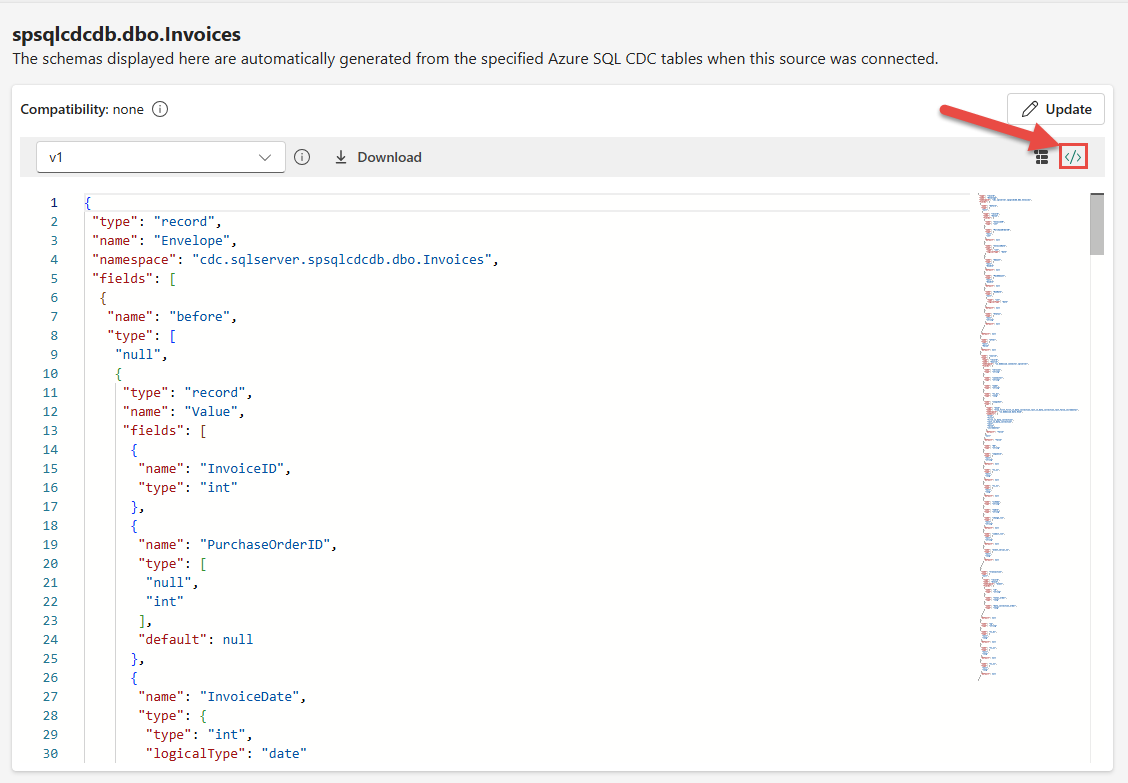 spsqlcdcdb.dbo.Invoices
The schemas displayed here are automatically generated from the specified Azure SQL CDC tables when this source was connected.
Compatibility: none
Update
v1
Download
</>
1 {
2 "type": "record",
3 "name": "Envelope",
4 "namespace": "cdc.sqlserver.spsqlcdcdb.dbo.Invoices",
5 "fields": [
6 {
7 "name": "before",
8 "type": [
9 "null",
10 {
11 "type": "record",
12 "name": "Value",
13 "fields": [
14 {
15 "name": "InvoiceID",
16 "type": "int"
17 },
18 {
19 "name": "PurchaseOrderID",
20 "type": [
21 "null",
22 "int"
23 ],
24 "default": null
25 },
26 {
27 "name": "InvoiceDate",
28 "type": {
29 "type": "int",
30 "logicalType": "date"